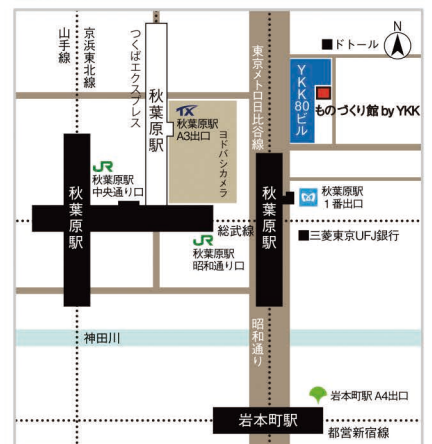 山手線
京浜東北線
つくばエクスプレス
秋葉原駅
東京メトロ日比谷線
N
■ドトール
YKK80ビル
ものづくり館 by YKK
TX
秋葉原駅
A3出口
ヨドバシカメラ
JR
秋葉原駅
中央通り口
秋葉原駅
秋葉原駅
秋葉原駅
1番出口
総武線
JR
秋葉原駅
昭和通り口
■三菱東京UFJ銀行
神田川
昭和通り
岩本町駅 A4出口
岩本町駅
都営新宿線